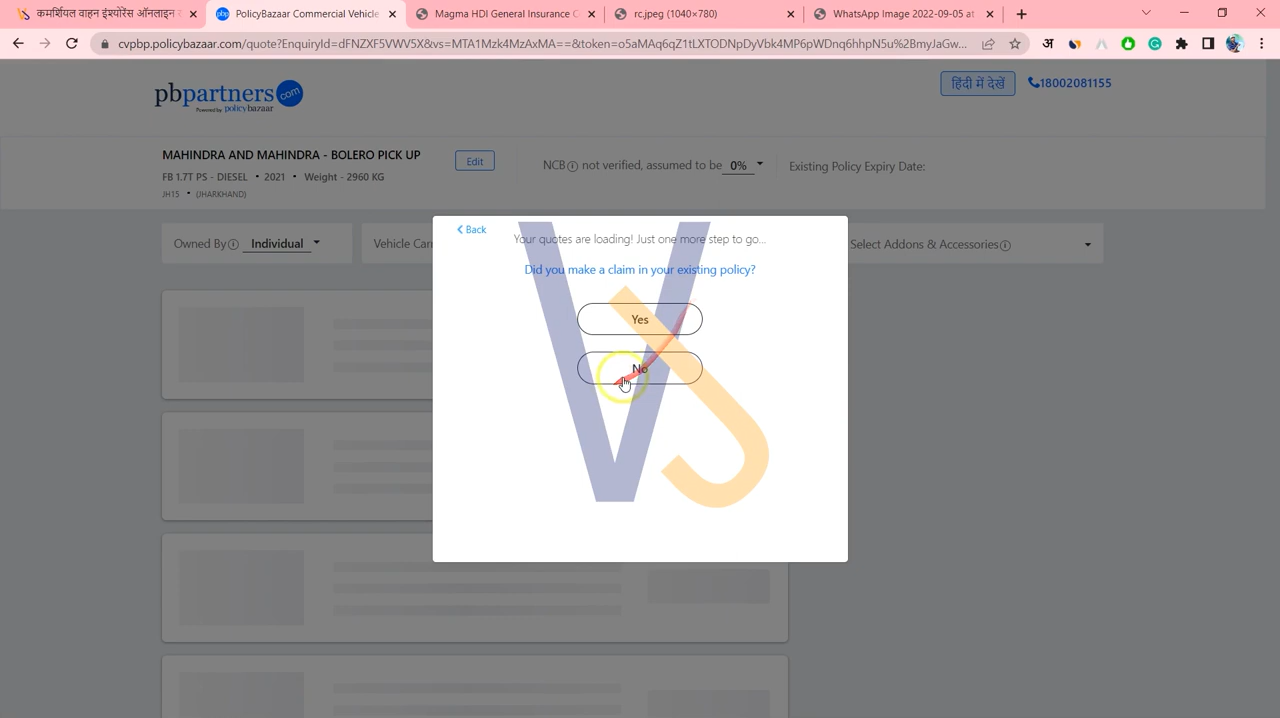 कमर्शियल वाहन इंश्योरेंस ऑनलाइन
PolicyBazaar Commercial Vehicle
Magma HDI General Insurance C
rc.jpeg (1040×780)
WhatsApp Image 2022-09-05 at
cvpbp.policybazaar.com/quote?EnquiryId=dFNZXF5VWV5X&vs=MTA1Mzk4MzAxMA==&token=o5aMAq6qZ1tLXTODNpDyVbk4MP6pWDnq6hhpN5u%2BmyJaGw...
pbpartners.com
Powered by policybazaar
हिंदी में देखें
18002081155
MAHINDRA AND MAHINDRA - BOLERO PICK UP
Edit
NCB not verified, assumed to be 0%
Existing Policy Expiry Date:
FB 1.7T PS - DIESEL • 2021 • Weight - 2960 KG
JH15 • (JHARKHAND)
Owned By Individual
Vehicle Carr
Select Addons & Accessories
Back
Your quotes are loading! Just one more step to go...
Did you make a claim in your existing policy?
Yes
No
VJ